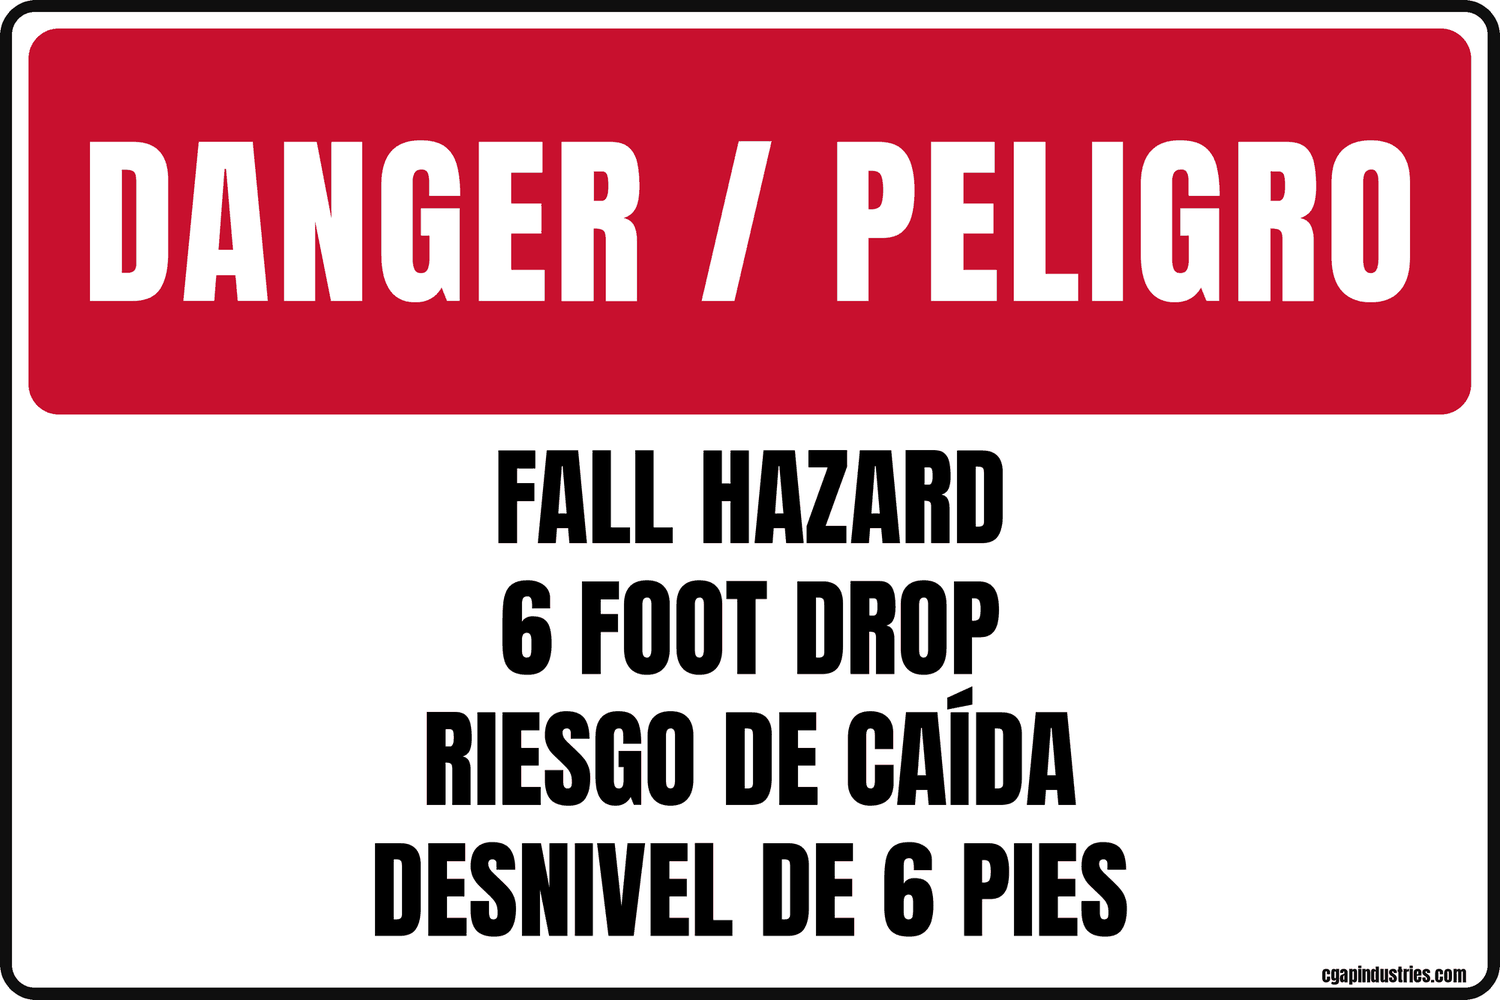 DANGER / PELIGRO
FALL HAZARD
6 FOOT DROP
RIESGO DE CAÍDA
DESNIVEL DE 6 PIES
cgapindustries.com